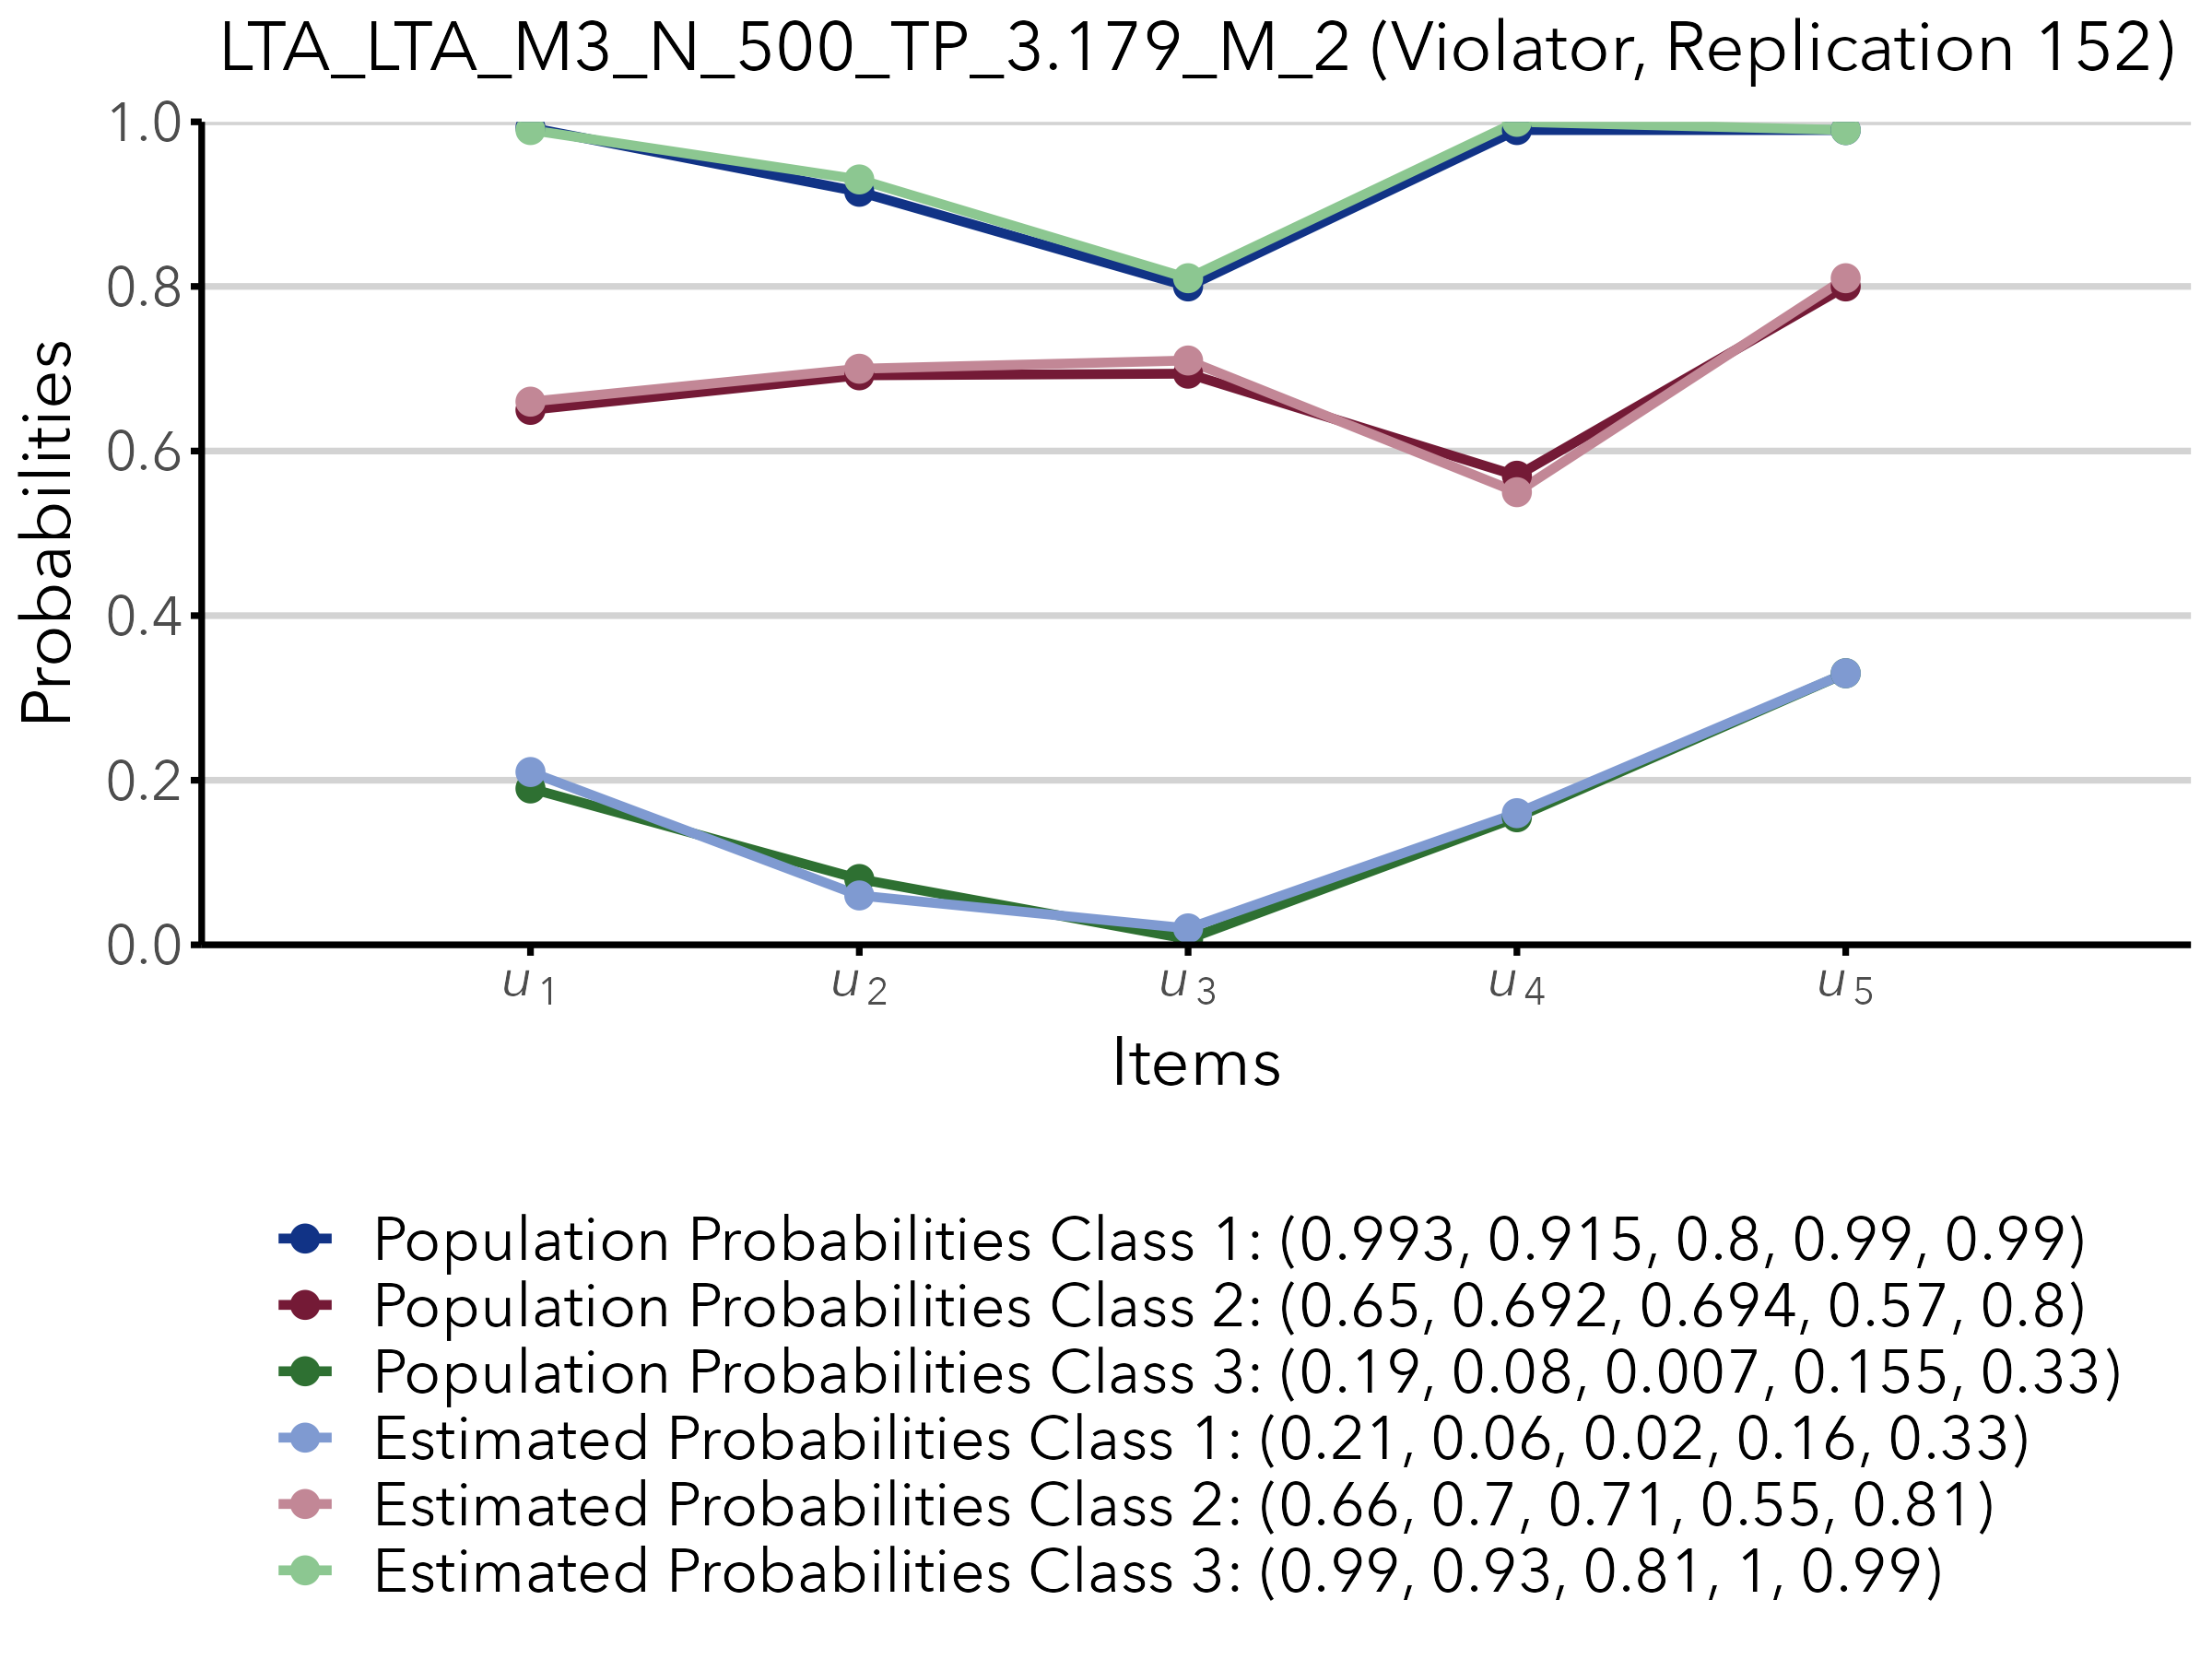 LTA_LTA_M3_N_500_TP_3.179_M_2 (Violator, Replication 152)
Probabilities
1.0
0.8
0.6
0.4
0.2
0.0
u1 u2 u3 u4 u5
Items
Population Probabilities Class 1: (0.993, 0.915, 0.8, 0.99, 0.99)
Population Probabilities Class 2: (0.65, 0.692, 0.694, 0.57, 0.8)
Population Probabilities Class 3: (0.19, 0.08, 0.007, 0.155, 0.33)
Estimated Probabilities Class 1: (0.21, 0.06, 0.02, 0.16, 0.33)
Estimated Probabilities Class 2: (0.66, 0.7, 0.71, 0.55, 0.81)
Estimated Probabilities Class 3: (0.99, 0.93, 0.81, 1, 0.99)